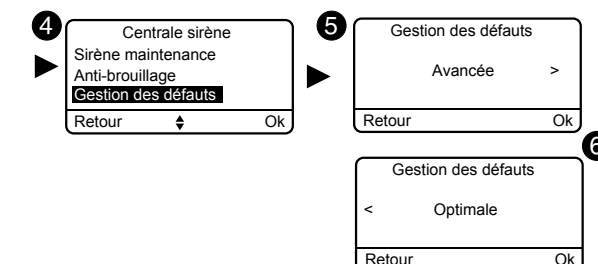 4
Centrale sirène
Sirène maintenance
Anti-brouillage
Gestion des défauts
Retour Ok
5
Gestion des défauts
Avancée >
Retour Ok
6
Gestion des défauts
< Optimale
Retour Ok